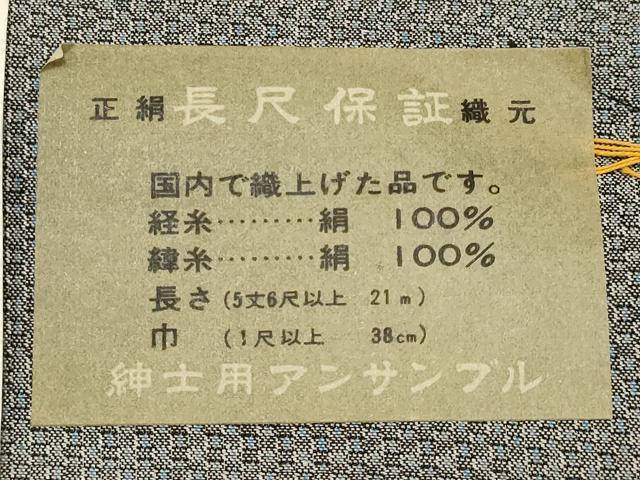 正絹 長尺保証 織元
国内で織上げた品です。
経糸………絹 100%
緯糸………絹 100%
長さ(5丈6尺以上 21m)
巾 (1尺以上 38cm)
紳士用アンサンブル